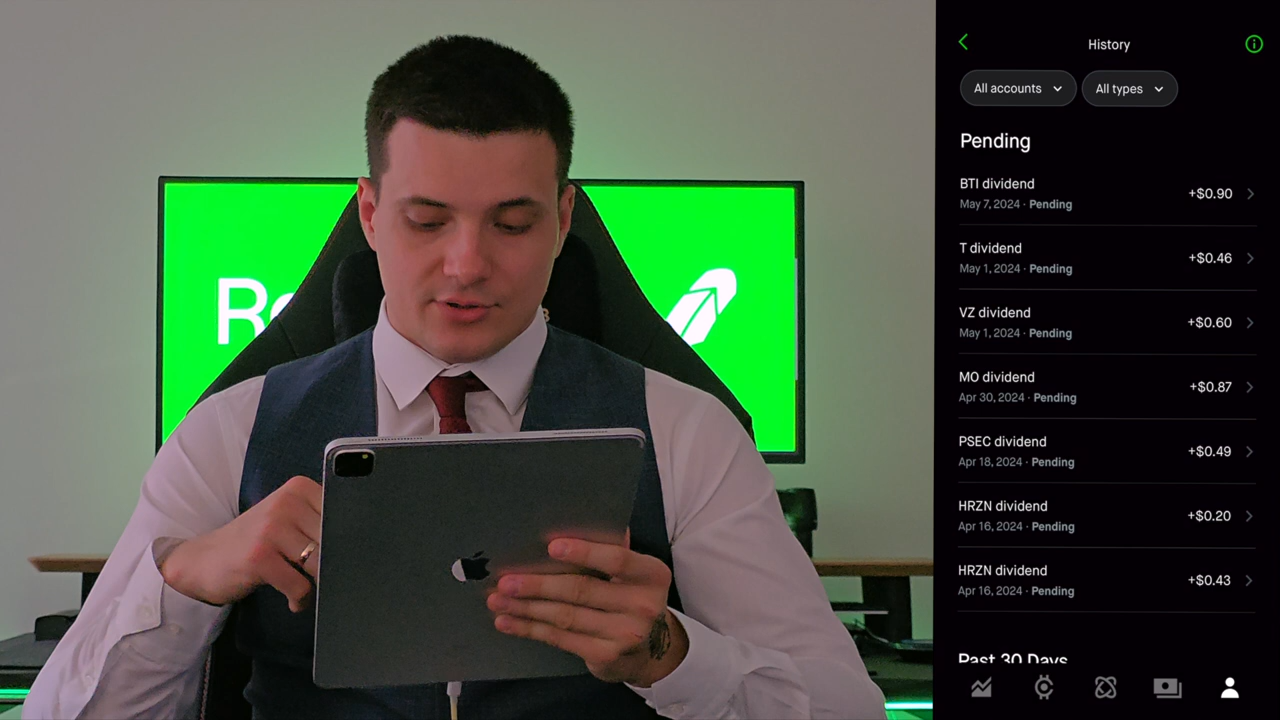 History
All accounts
All types
Pending
BTI dividend
+$0.90
May 7, 2024 · Pending
T dividend
+$0.46
May 1, 2024 · Pending
VZ dividend
+$0.60
May 1, 2024 · Pending
MO dividend
+$0.87
Apr 30, 2024 · Pending
PSEC dividend
+$0.49
Apr 18, 2024 · Pending
HRZN dividend
+$0.20
Apr 16, 2024 · Pending
HRZN dividend
+$0.43
Apr 16, 2024 · Pending
Past 30 Days